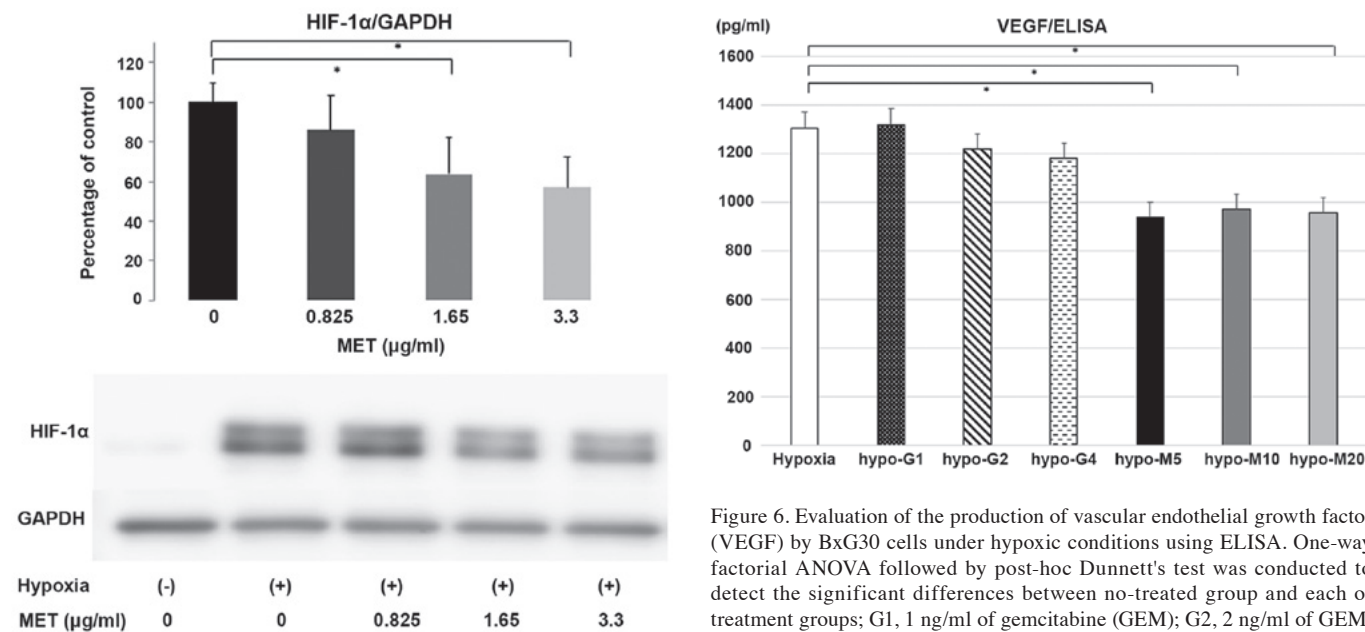 HIF-1α/GAPDH
*
*
Percentage of control
120
100
80
60
40
20
0
0 0.825 1.65 3.3
MET (μg/ml)
HIF-1α
GAPDH
Hypoxia (-) (+) (+) (+) (+)
MET (μg/ml) 0 0 0.825 1.65 3.3
(pg/ml) VEGF/ELISA
*
*
*
1600
1400
1200
1000
800
600
400
200
0
Hypoxia hypo-G1 hypo-G2 hypo-G4 hypo-M5 hypo-M10 hypo-M20
Figure 6. Evaluation of the production of vascular endothelial growth facto
(VEGF) by BxG30 cells under hypoxic conditions using ELISA. One-way
factorial ANOVA followed by post-hoc Dunnett's test was conducted to
detect the significant differences between no-treated group and each o
treatment groups; G1, 1 ng/ml of gemcitabine (GEM); G2, 2 ng/ml of GEM